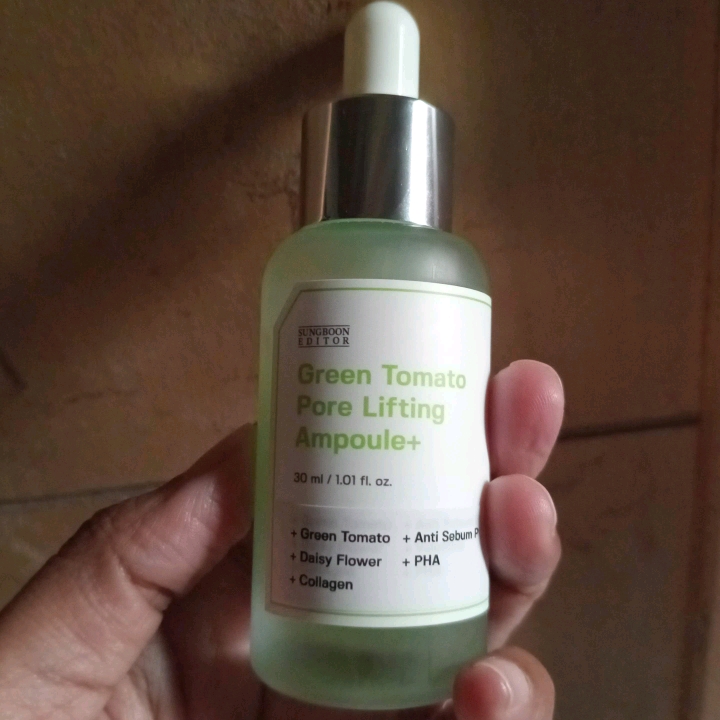 SUNGBOON
EDITOR
Green Tomato
Pore Lifting
Ampoule+
30 ml / 1.01 fl. oz.
+ Green Tomato + Anti Sebum P
+ Daisy Flower + PHA
+ Collagen